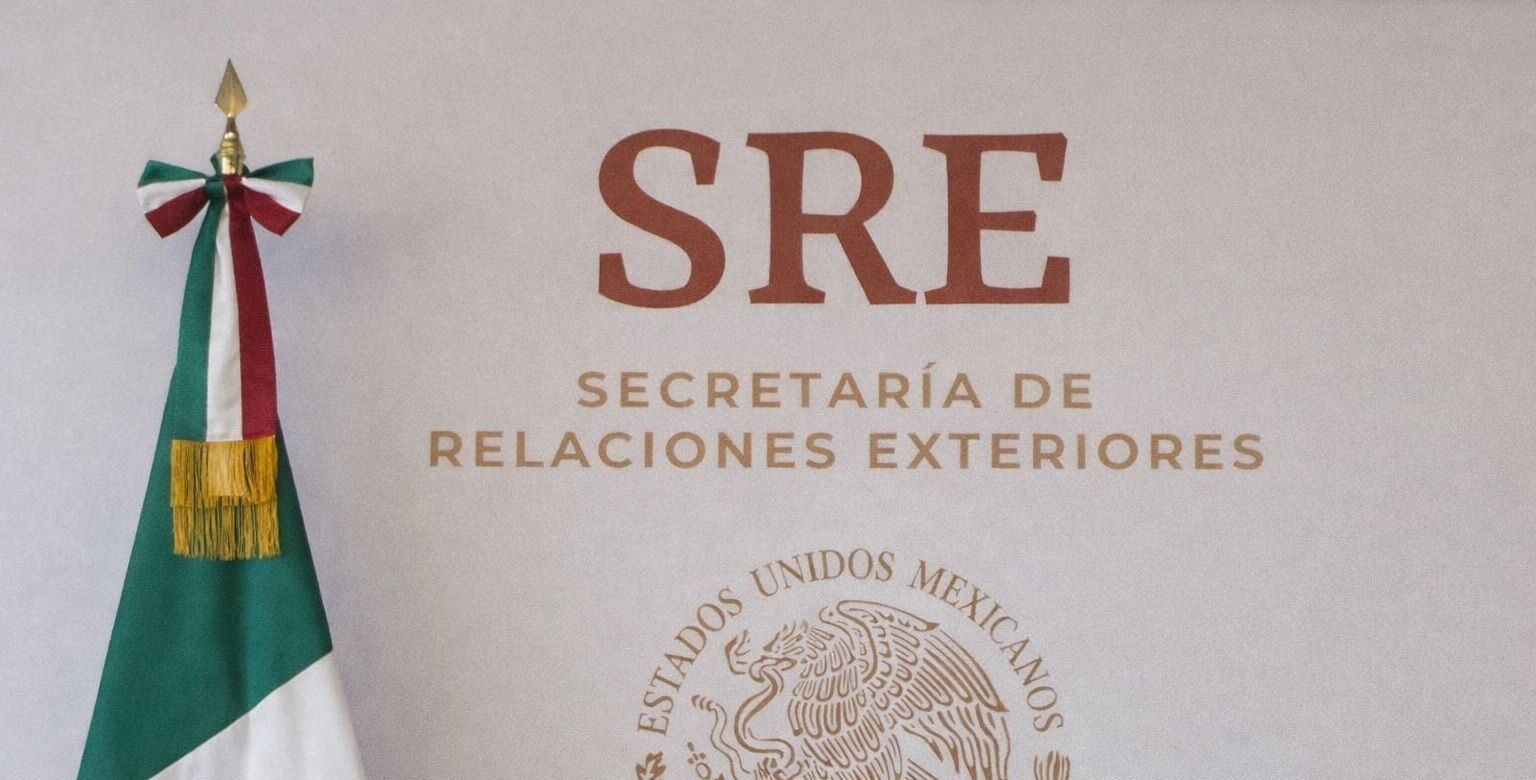 SRE
SECRETARÍA DE
RELACIONES EXTERIORES
ESTADOS UNIDOS MEXICANOS